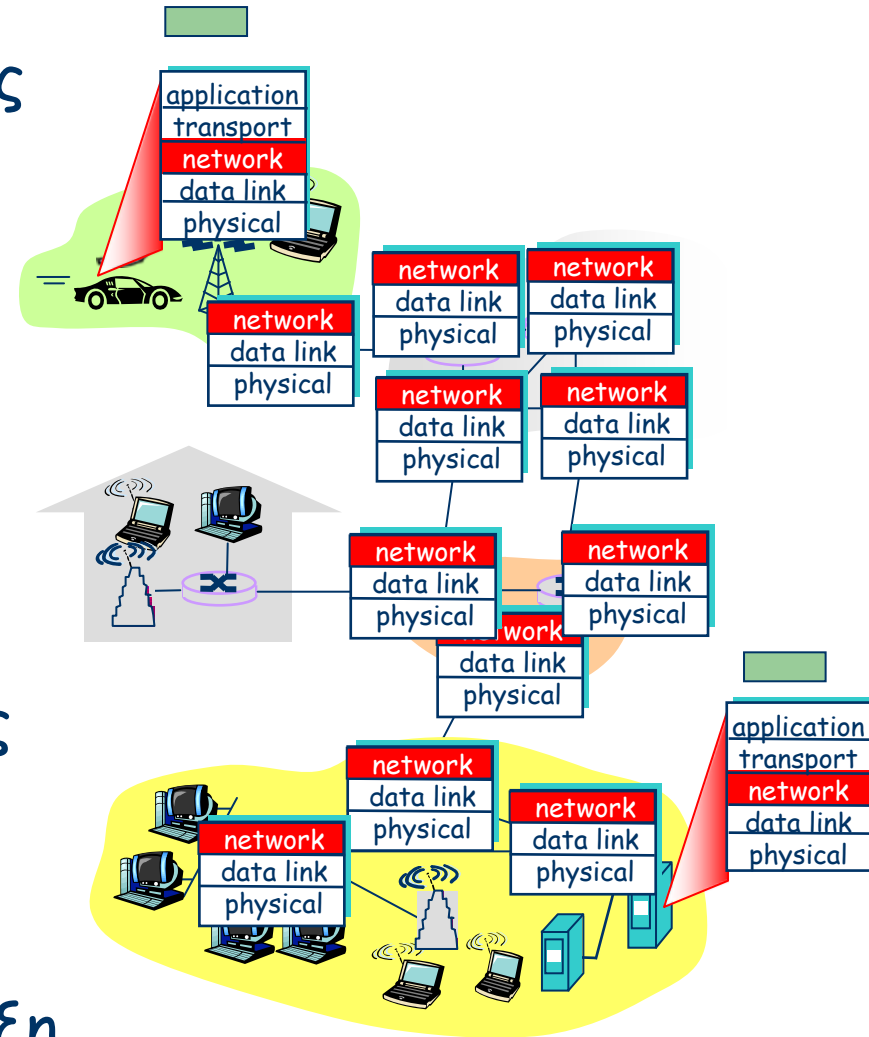 ς
application
transport
network
data link
physical
network
data link
physical
network
data link
physical
network
data link
physical
network
data link
physical
network
data link
physical
network
data link
physical
network
data link
physical
work
data link
physical
ς
application
transport
network
data link
physical
network
data link
physical
network
data link
physical
network
data link
physical
ξη